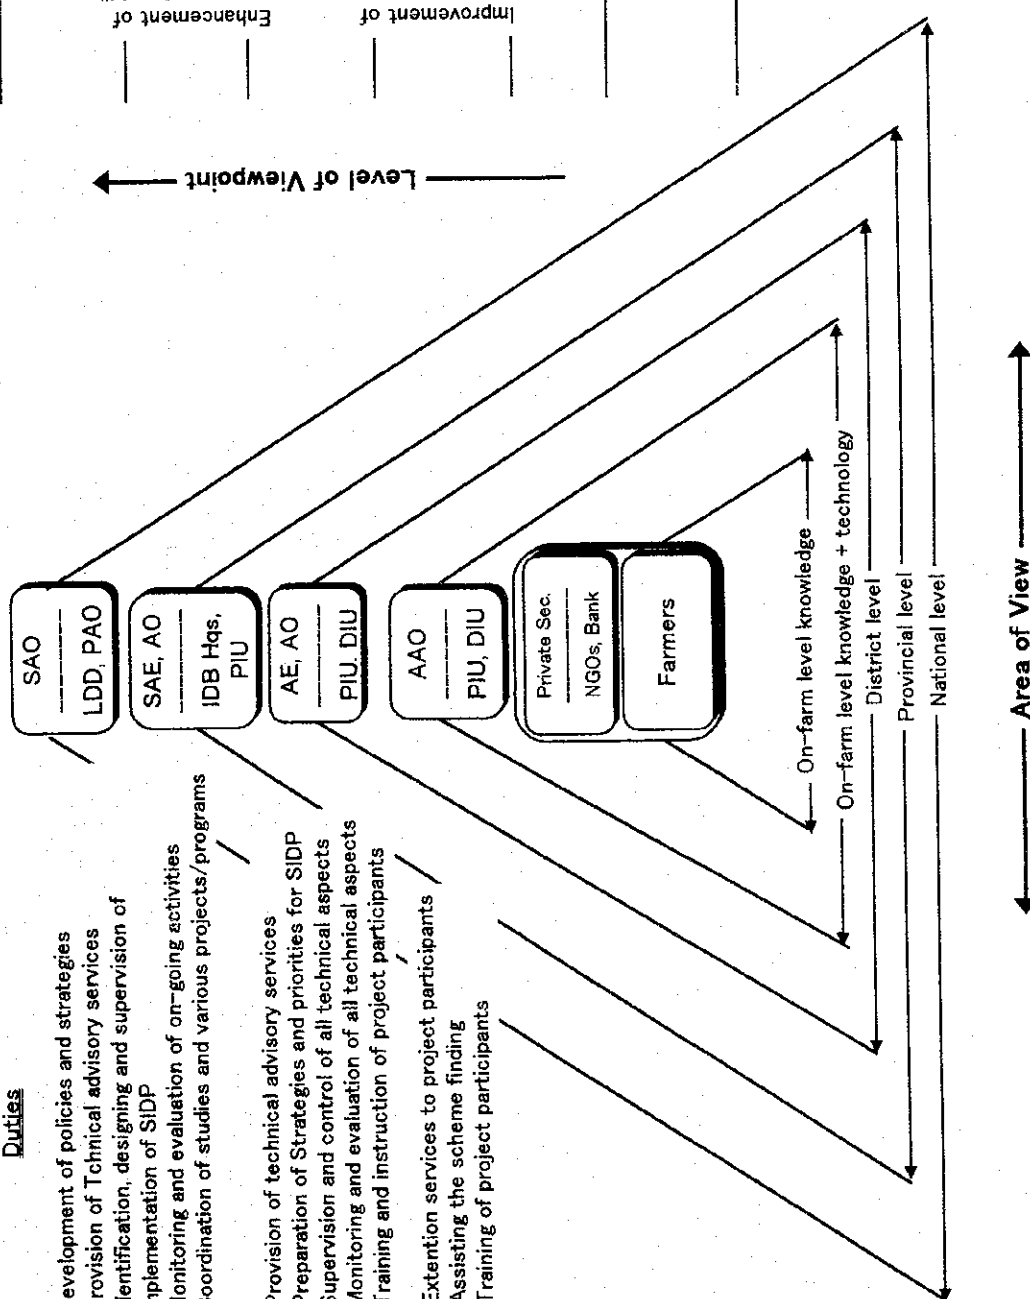 Duties
evelopment of policies and strategies
rovision of Tchnical advisory services
entification, designing and supervision of
nplementation of SIDP
Monitoring and evaluation of on-going activities
oordination of studies and various projects/programs
Provision of technical advisory services
Preparation of Strategies and priorities for SIDP
Supervision and control of all technical aspects
Monitoring and evaluation of all technical aspects
Training and instruction of project participants
Extention services to project participants
Assisting the scheme finding
Training of project participants
SAO
LDD, PAO
SAE, AO
IDB Hqs,
PIU
AE, AO
PIU. DIU
AAO
PIU, DIU
Private Sec.
NGOs, Bank
Farmers
On-farm level knowledge
On-farm level knowledge + technology
District level
Provincial level
National level
Area of View
Level of Viewpoint
Enhancement of
Improvement of